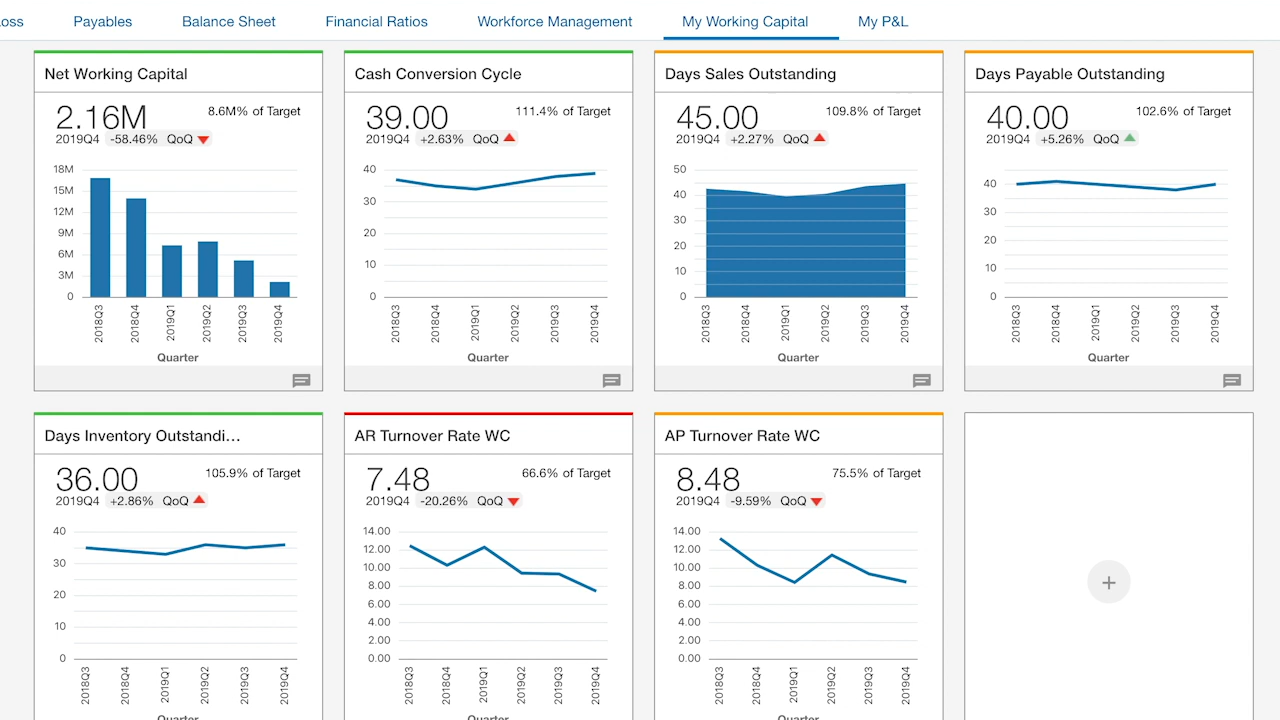 oss Payables Balance Sheet Financial Ratios Workforce Management My Working Capital My P&L
Net Working Capital
2.16M 8.6M% of Target
2019Q4 -58.46% QoQ
18M
15M
12M
9M
6M
3M
0
2018Q3 2018Q4 2019Q1 2019Q2 2019Q3 2019Q4
Quarter
Cash Conversion Cycle
39.00 111.4% of Target
2019Q4 +2.63% QoQ
40
30
20
10
0
2018Q3 2018Q4 2019Q1 2019Q2 2019Q3 2019Q4
Quarter
Days Sales Outstanding
45.00 109.8% of Target
2019Q4 +2.27% QoQ
50
40
30
20
10
0
2018Q3 2018Q4 2019Q1 2019Q2 2019Q3 2019Q4
Quarter
Days Payable Outstanding
40.00 102.6% of Target
2019Q4 +5.26% QoQ
40
30
20
10
0
2018Q3 2018Q4 2019Q1 2019Q2 2019Q3 2019Q4
Quarter
Days Inventory Outstandi...
36.00 105.9% of Target
2019Q4 +2.86% QoQ
40
30
20
10
0
2018Q3 2018Q4 2019Q1 2019Q2 2019Q3 2019Q4
Quarter
AR Turnover Rate WC
7.48 66.6% of Target
2019Q4 -20.26% QoQ
14.00
12.00
10.00
8.00
6.00
4.00
2.00
0.00
2018Q3 2018Q4 2019Q1 2019Q2 2019Q3 2019Q4
Quarter
AP Turnover Rate WC
8.48 75.5% of Target
2019Q4 -9.59% QoQ
14.00
12.00
10.00
8.00
6.00
4.00
2.00
0.00
2018Q3 2018Q4 2019Q1 2019Q2 2019Q3 2019Q4
Quarter
+